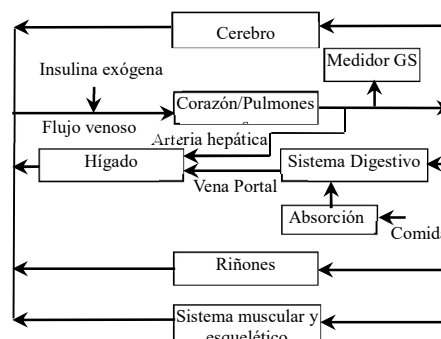 Cerebro
Medidor GS
Insulina exógena
Corazón/Pulmones
Flujo venoso
Arteria hepática
Hígado
Sistema Digestivo
Vena Portal
Absorción
Comida
Riñones
Sistema muscular y
esquelético